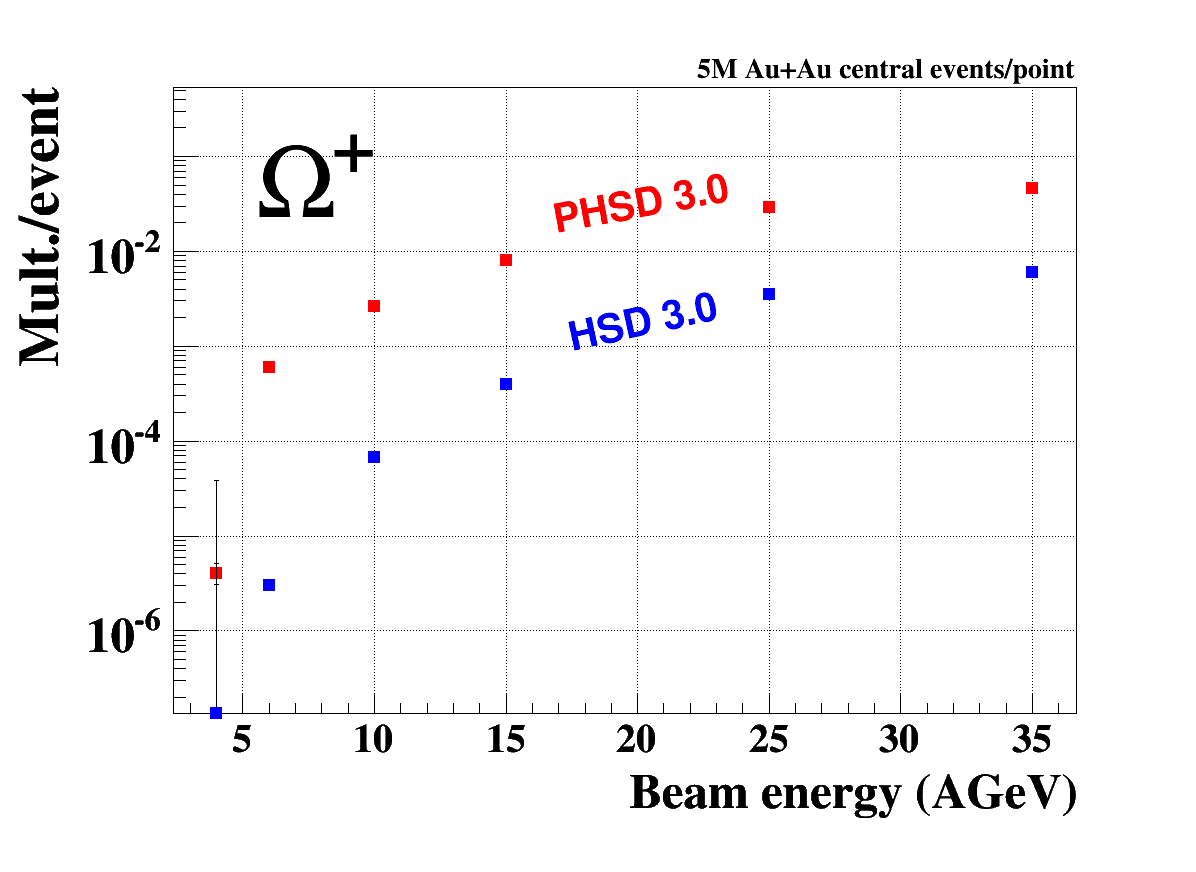 5M Au+Au central events/point
Mult./event
Ω⁺
PHSD 3.0
HSD 3.0
10⁻²
10⁻⁴
10⁻⁶
5 10 15 20 25 30 35
Beam energy (AGeV)